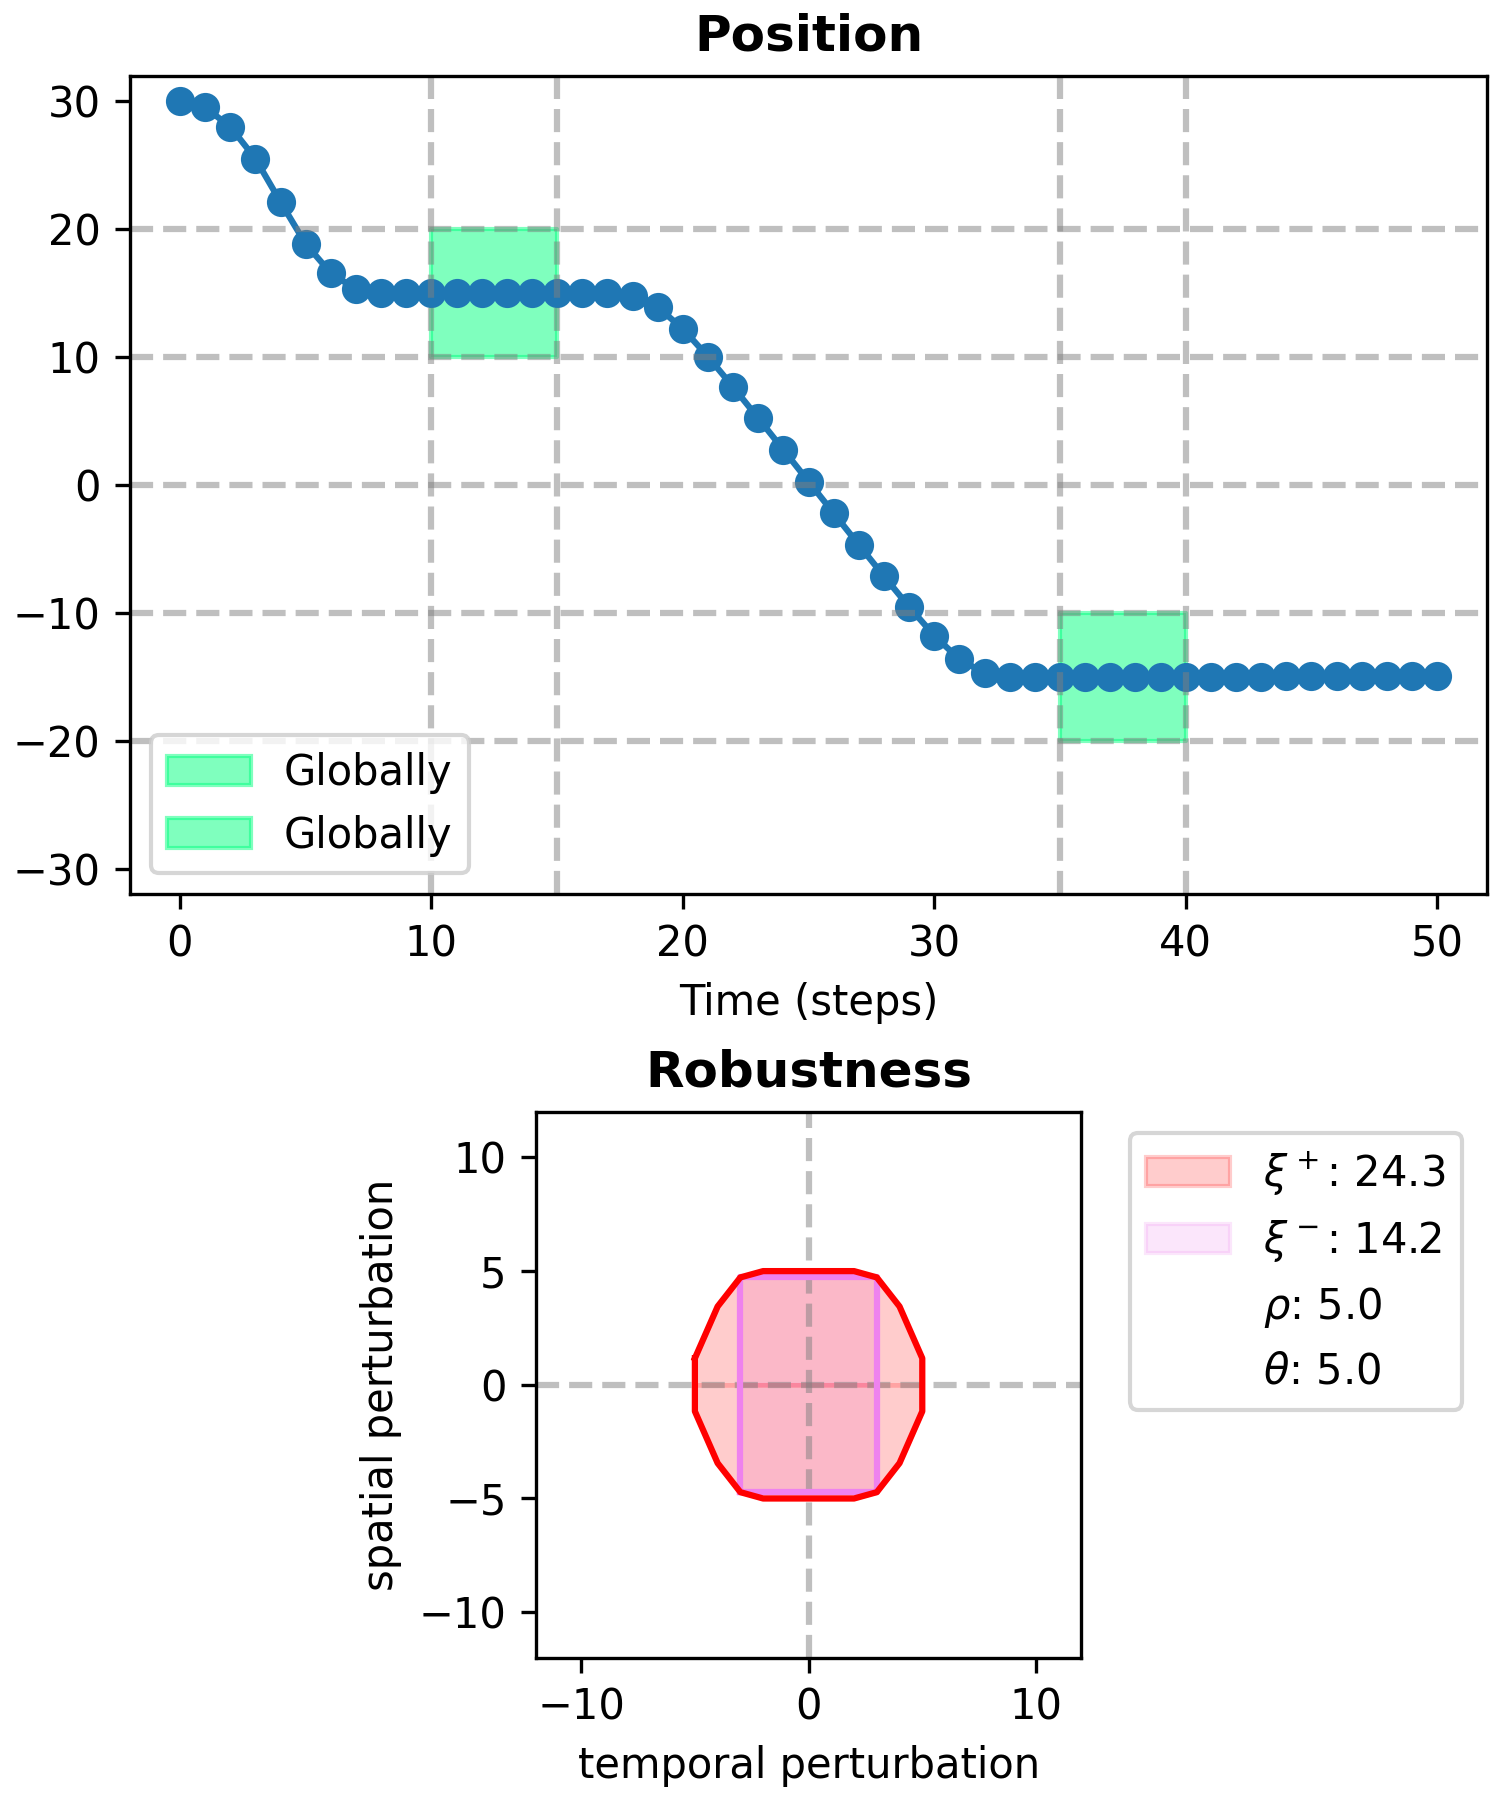 Position
30
20
10
0
−10
−20
−30
Globally
Globally
0 10 20 30 40 50
Time (steps)
Robustness
10
5
0
−5
−10
spatial perturbation
−10 0 10
temporal perturbation
ξ⁺: 24.3
ξ⁻: 14.2
ρ: 5.0
θ: 5.0